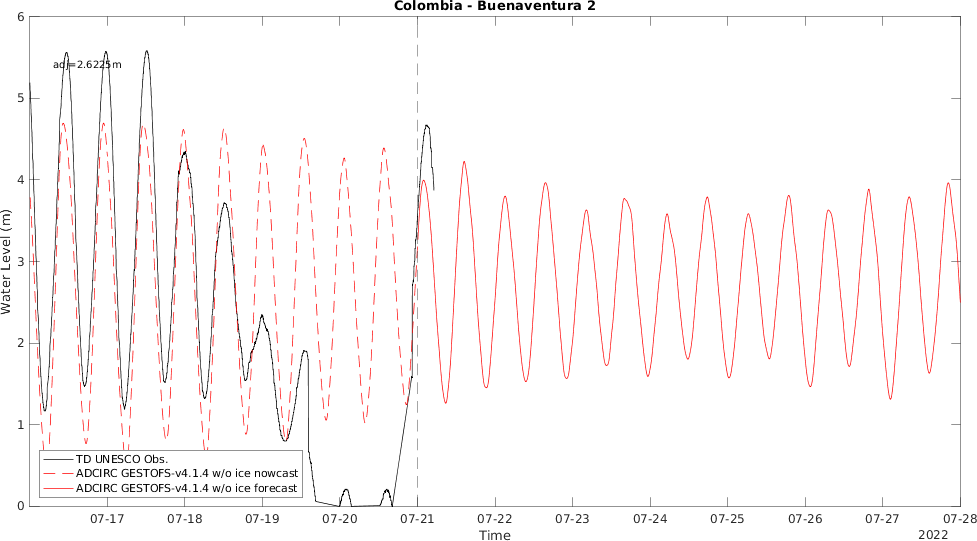 Colombia - Buenaventura 2
adj=2.6225m
6
5
4
3
2
1
0
Water Level (m)
TD UNESCO Obs.
ADCIRC GESTOFS-v4.1.4 w/o ice nowcast
ADCIRC GESTOFS-v4.1.4 w/o ice forecast
07-17 07-18 07-19 07-20 07-21 07-22 07-23 07-24 07-25 07-26 07-27 07-28
Time
2022